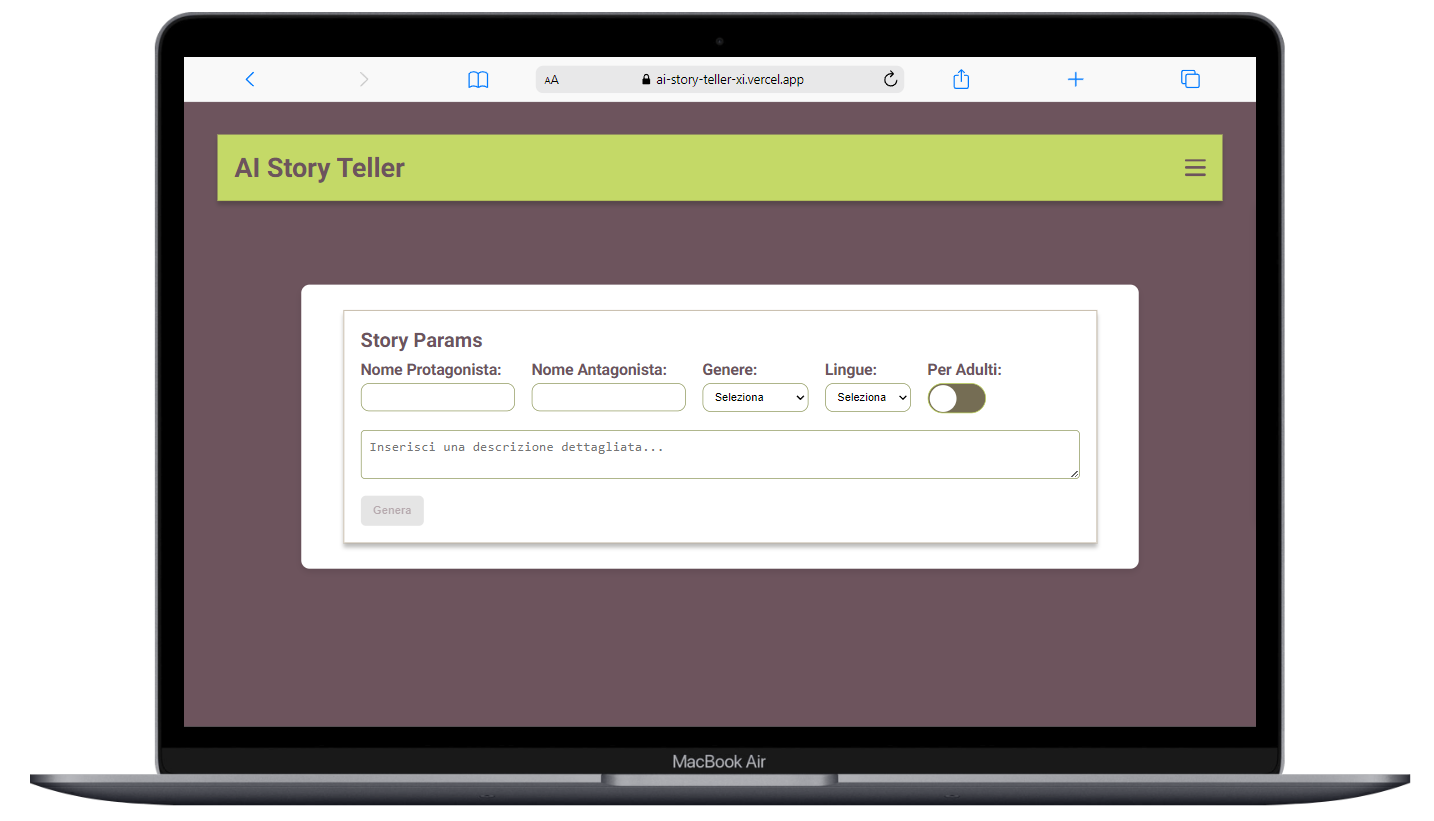 AA ai-story-teller-xi.vercel.app
AI Story Teller
Story Params
Nome Protagonista: Nome Antagonista: Genere: Lingue: Per Adulti:
Seleziona Seleziona
Inserisci una descrizione dettagliata...
Genera
MacBook Air